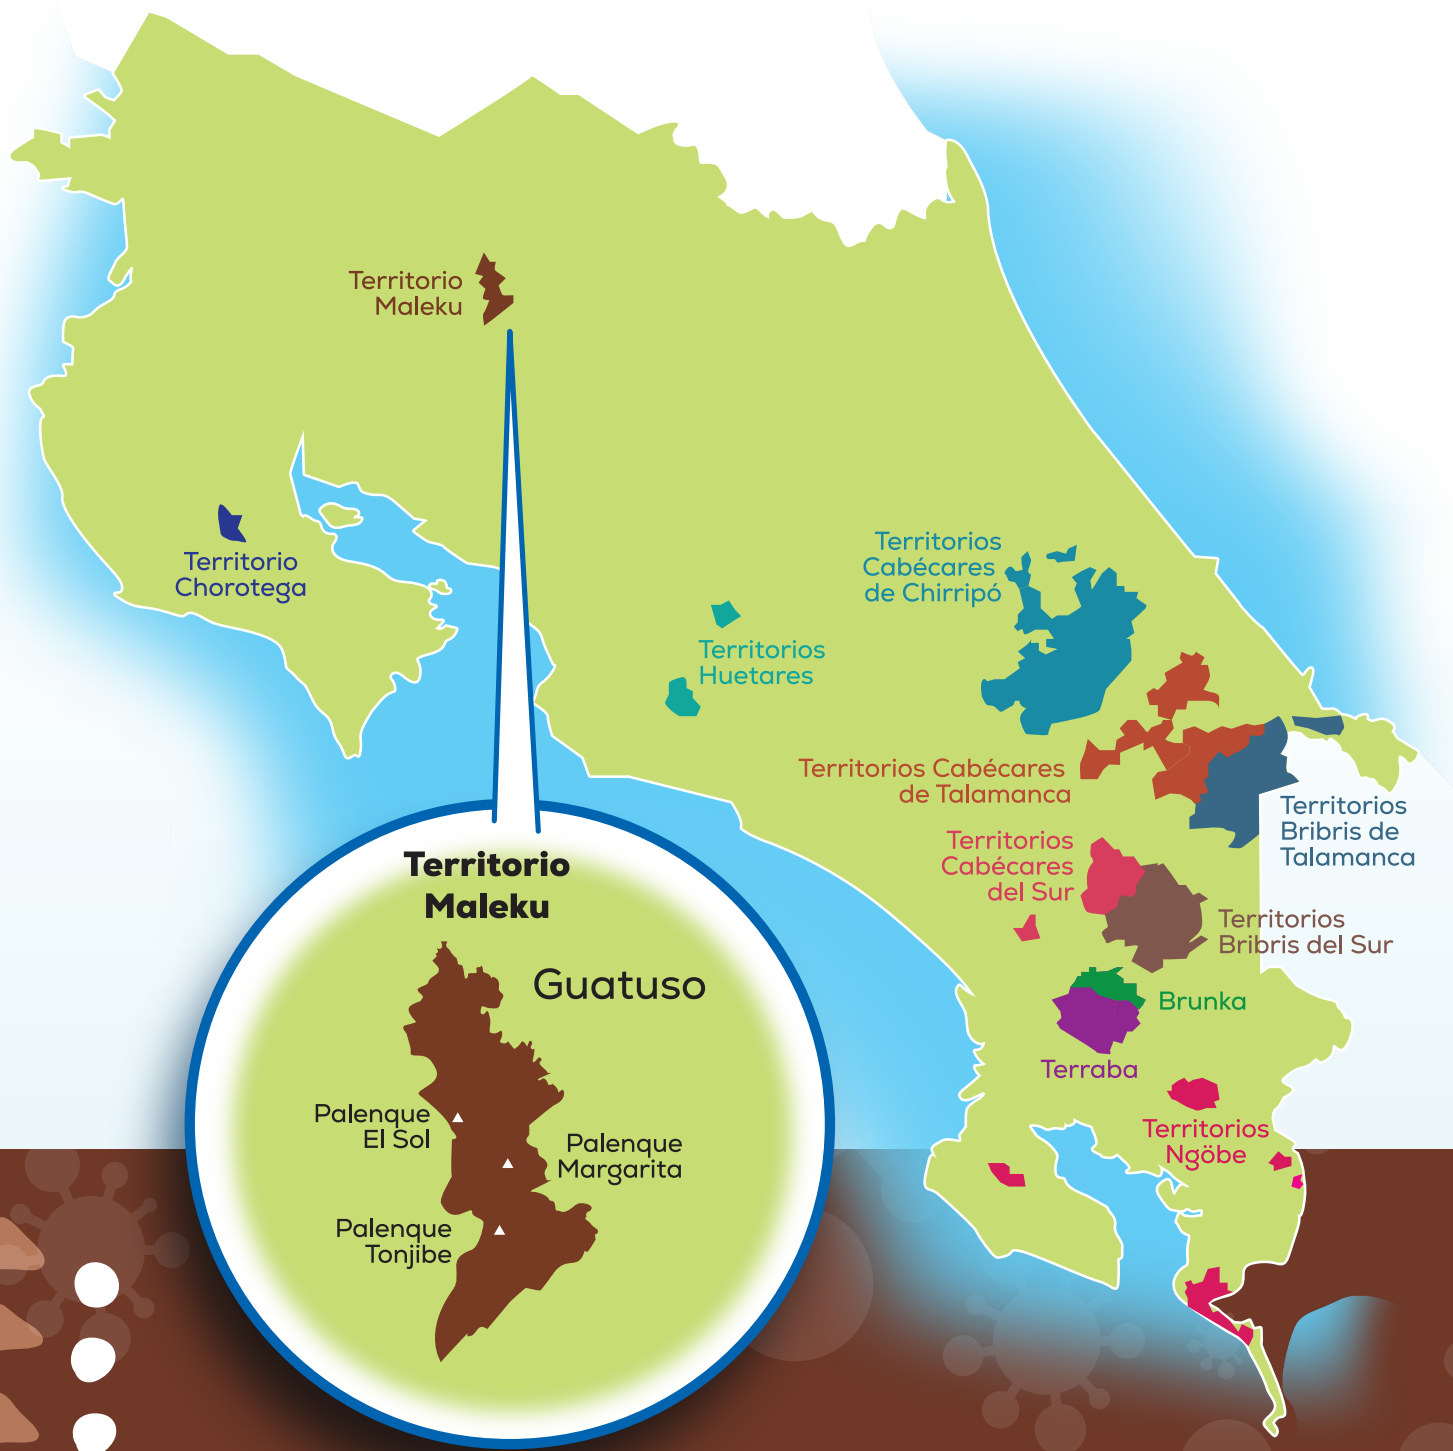 Territorio
Maleku
Territorio
Chorotega
Territorios
Cabécares
de Chirripó
Territorios
Huetares
Territorios Cabécares
de Talamanca
Territorios
Bribris de
Talamanca
Territorios
Cabécares
del Sur
Territorios
Bribris del Sur
Brunka
Terraba
Territorios
Ngöbe
Territorio
Maleku
Guatuso
Palenque
El Sol
Palenque
Margarita
Palenque
Tonjibe